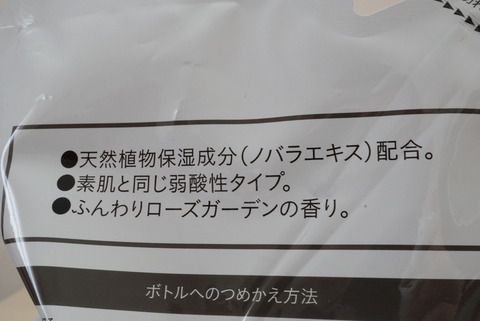 ●天然植物保湿成分(ノバラエキス)配合。
●素肌と同じ弱酸性タイプ。
●ふんわりローズガーデンの香り。
ボトルへのつめかえ方法